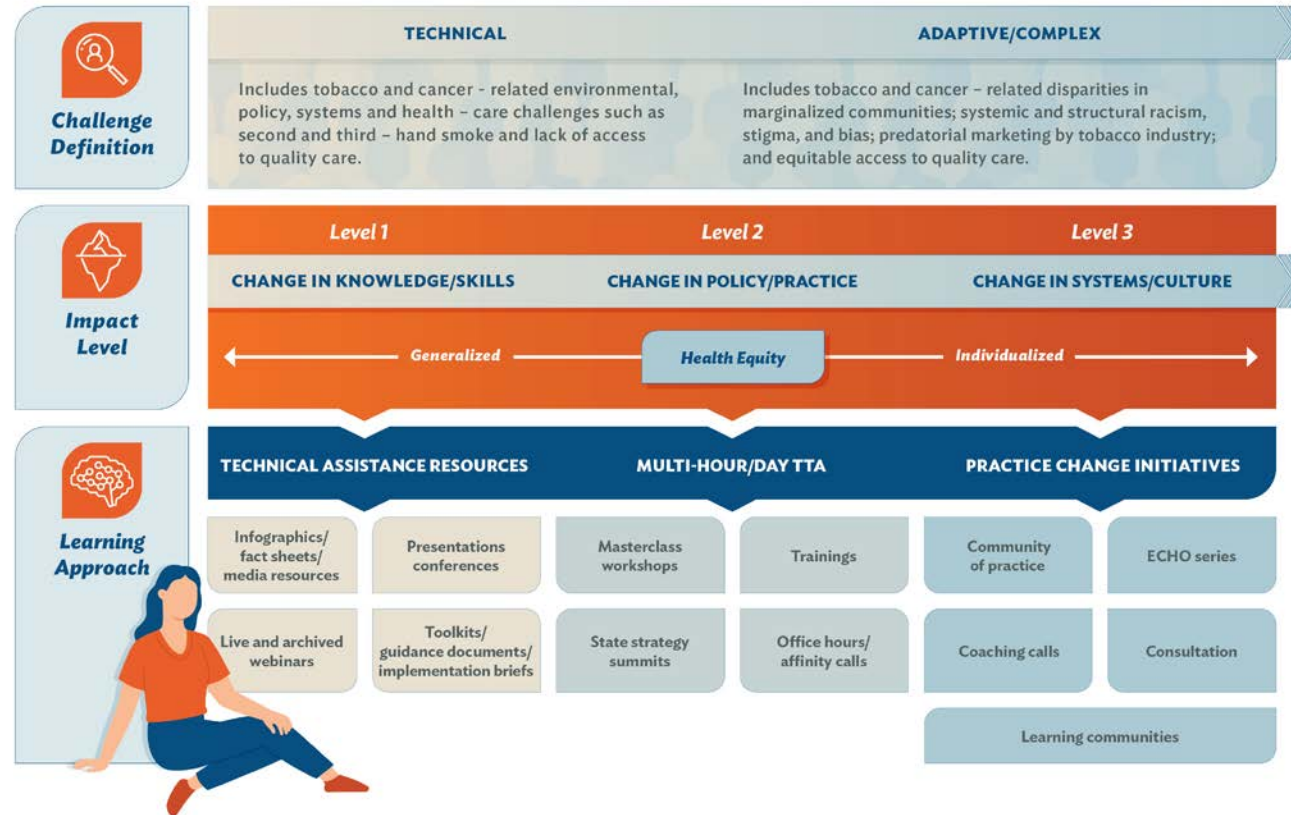 Challenge
Definition
TECHNICAL
ADAPTIVE/COMPLEX
Includes tobacco and cancer - related environmental,
policy, systems and health – care challenges such as
second and third – hand smoke and lack of access
to quality care.
Includes tobacco and cancer – related disparities in
marginalized communities; systemic and structural racism,
stigma, and bias; predatorial marketing by tobacco industry;
and equitable access to quality care.
Impact
Level
Level 1
Level 2
Level 3
CHANGE IN KNOWLEDGE/SKILLS
CHANGE IN POLICY/PRACTICE
CHANGE IN SYSTEMS/CULTURE
Generalized
Health Equity
Individualized
Learning
Approach
TECHNICAL ASSISTANCE RESOURCES
MULTI-HOUR/DAY TTA
PRACTICE CHANGE INITIATIVES
Infographics/
fact sheets/
media resources
Presentations
conferences
Masterclass
workshops
Trainings
Community
of practice
ECHO series
Live and archived
webinars
Toolkits/
guidance documents/
implementation briefs
State strategy
summits
Office hours/
affinity calls
Coaching calls
Consultation
Learning communities